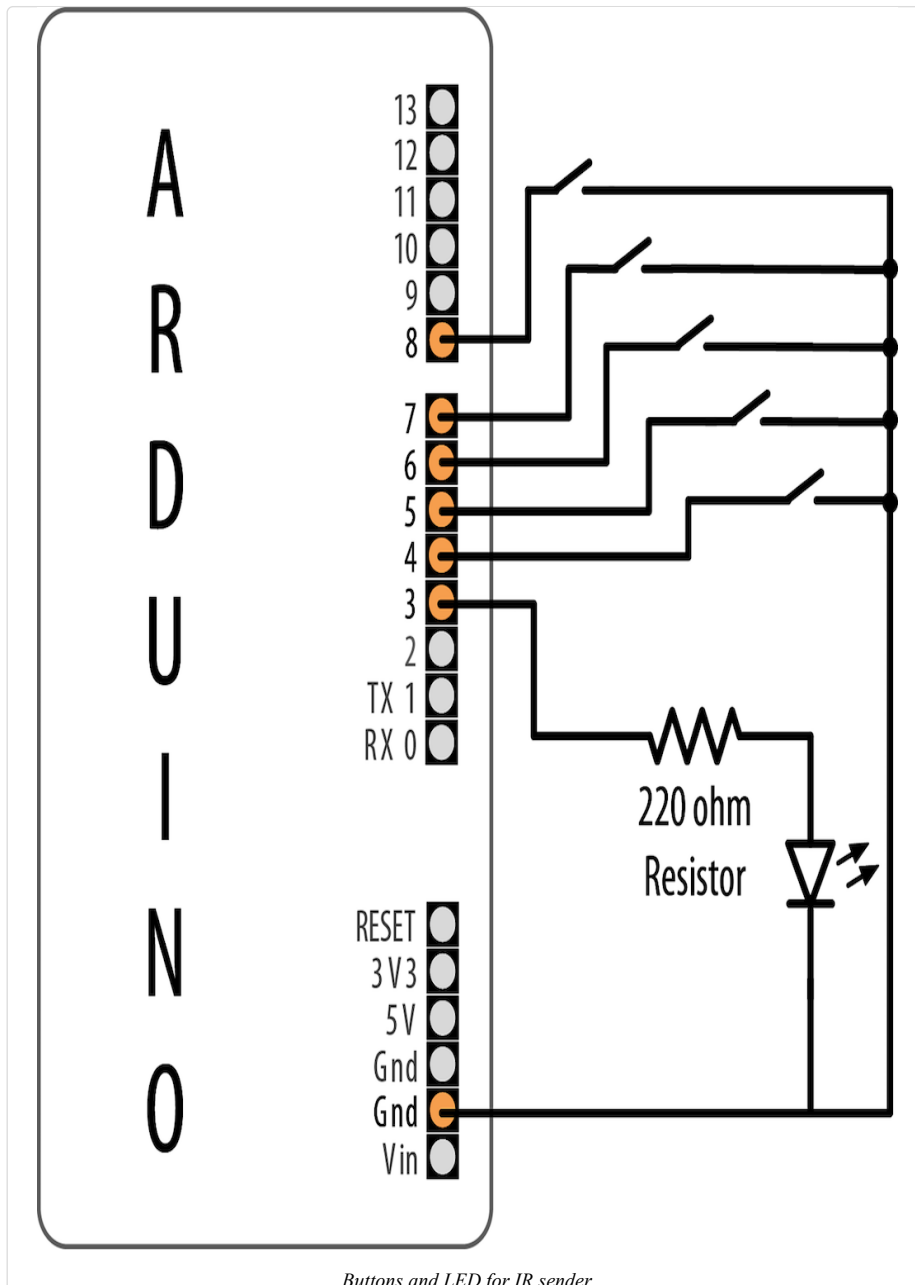 A
R
D
U
I
N
O
13
12
11
10
9
8
7
6
5
4
3
2
TX 1
RX 0
220 ohm
Resistor
RESET
3V3
5V
Gnd
Gnd
Vin
Buttons and LED for IR sender